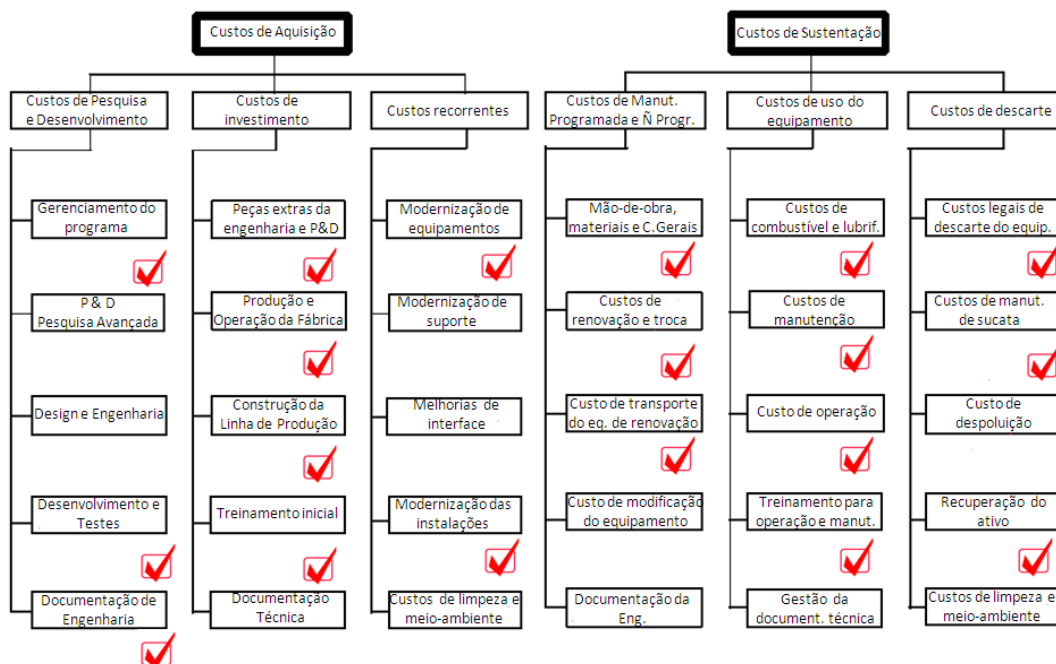 Custos de Aquisição
Custos de Sustentação
Custos de Pesquisa
e Desenvolvimento
Custos de
investimento
Custos recorrentes
Custos de Manut.
Programada e Ñ Progr.
Custos de uso do
equipamento
Custos de descarte
Gerenciamento do
programa
Peças extras da
engenharia e P&D
Modernização de
equipamentos
Mão-de-obra,
materiais e C.Gerais
Custos de
combustível e lubrif.
Custos legais de
descarte do equip.
P & D
Pesquisa Avançada
Produção e
Operação da Fábrica
Modernização de
suporte
Custos de
renovação e troca
Custos de
manutenção
Custos de manut.
de sucata
Design e Engenharia
Construção da
Linha de Produção
Melhorias de
interface
Custo de transporte
do eq. de renovação
Custo de operação
Custo de
despoluição
Desenvolvimento e
Testes
Treinamento inicial
Modernização das
instalações
Custo de modificação
do equipamento
Treinamento para
operação e manut.
Recuperação do
ativo
Documentação de
Engenharia
Documentação
Técnica
Custos de limpeza e
meio-ambiente
Documentação da
Eng.
Gestão da
document. técnica
Custos de limpeza e
meio-ambiente